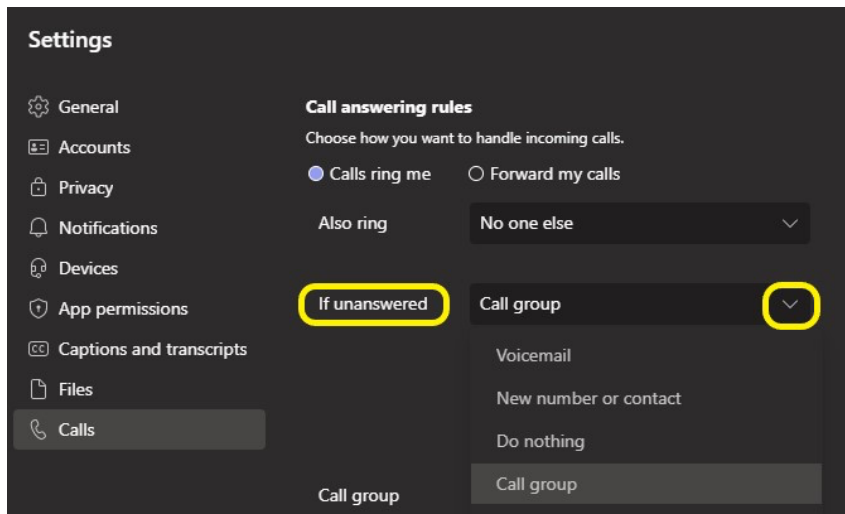 Settings
General
Accounts
Privacy
Notifications
Devices
App permissions
CC Captions and transcripts
Files
Calls
Call answering rules
Choose how you want to handle incoming calls.
Calls ring me Forward my calls
Also ring No one else
If unanswered Call group
Voicemail
New number or contact
Do nothing
Call group
Call group